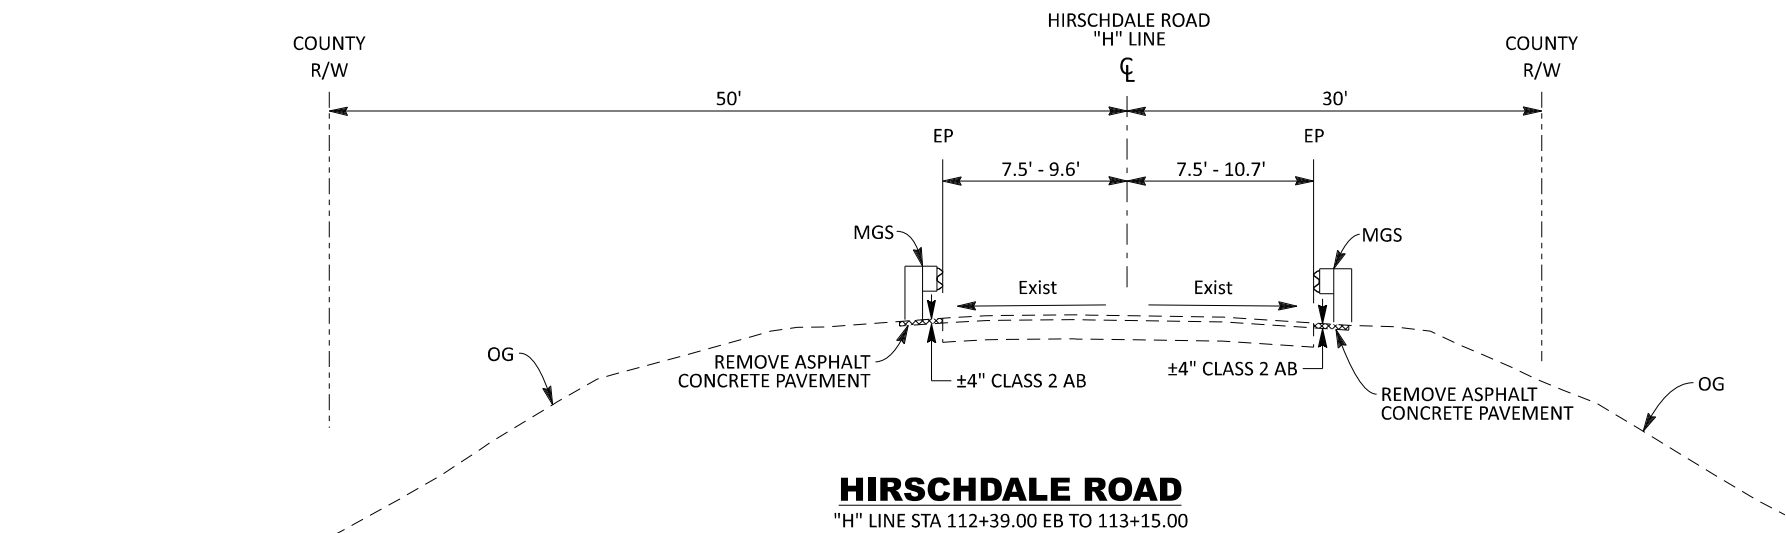 HIRSCHDALE ROAD
"H" LINE
℄
COUNTY
R/W
COUNTY
R/W
50'
30'
EP
EP
7.5' - 9.6'
7.5' - 10.7'
MGS
MGS
Exist
Exist
OG
REMOVE ASPHALT
CONCRETE PAVEMENT
±4" CLASS 2 AB
±4" CLASS 2 AB
REMOVE ASPHALT
CONCRETE PAVEMENT
OG
HIRSCHDALE ROAD
"H" LINE STA 112+39.00 EB TO 113+15.00